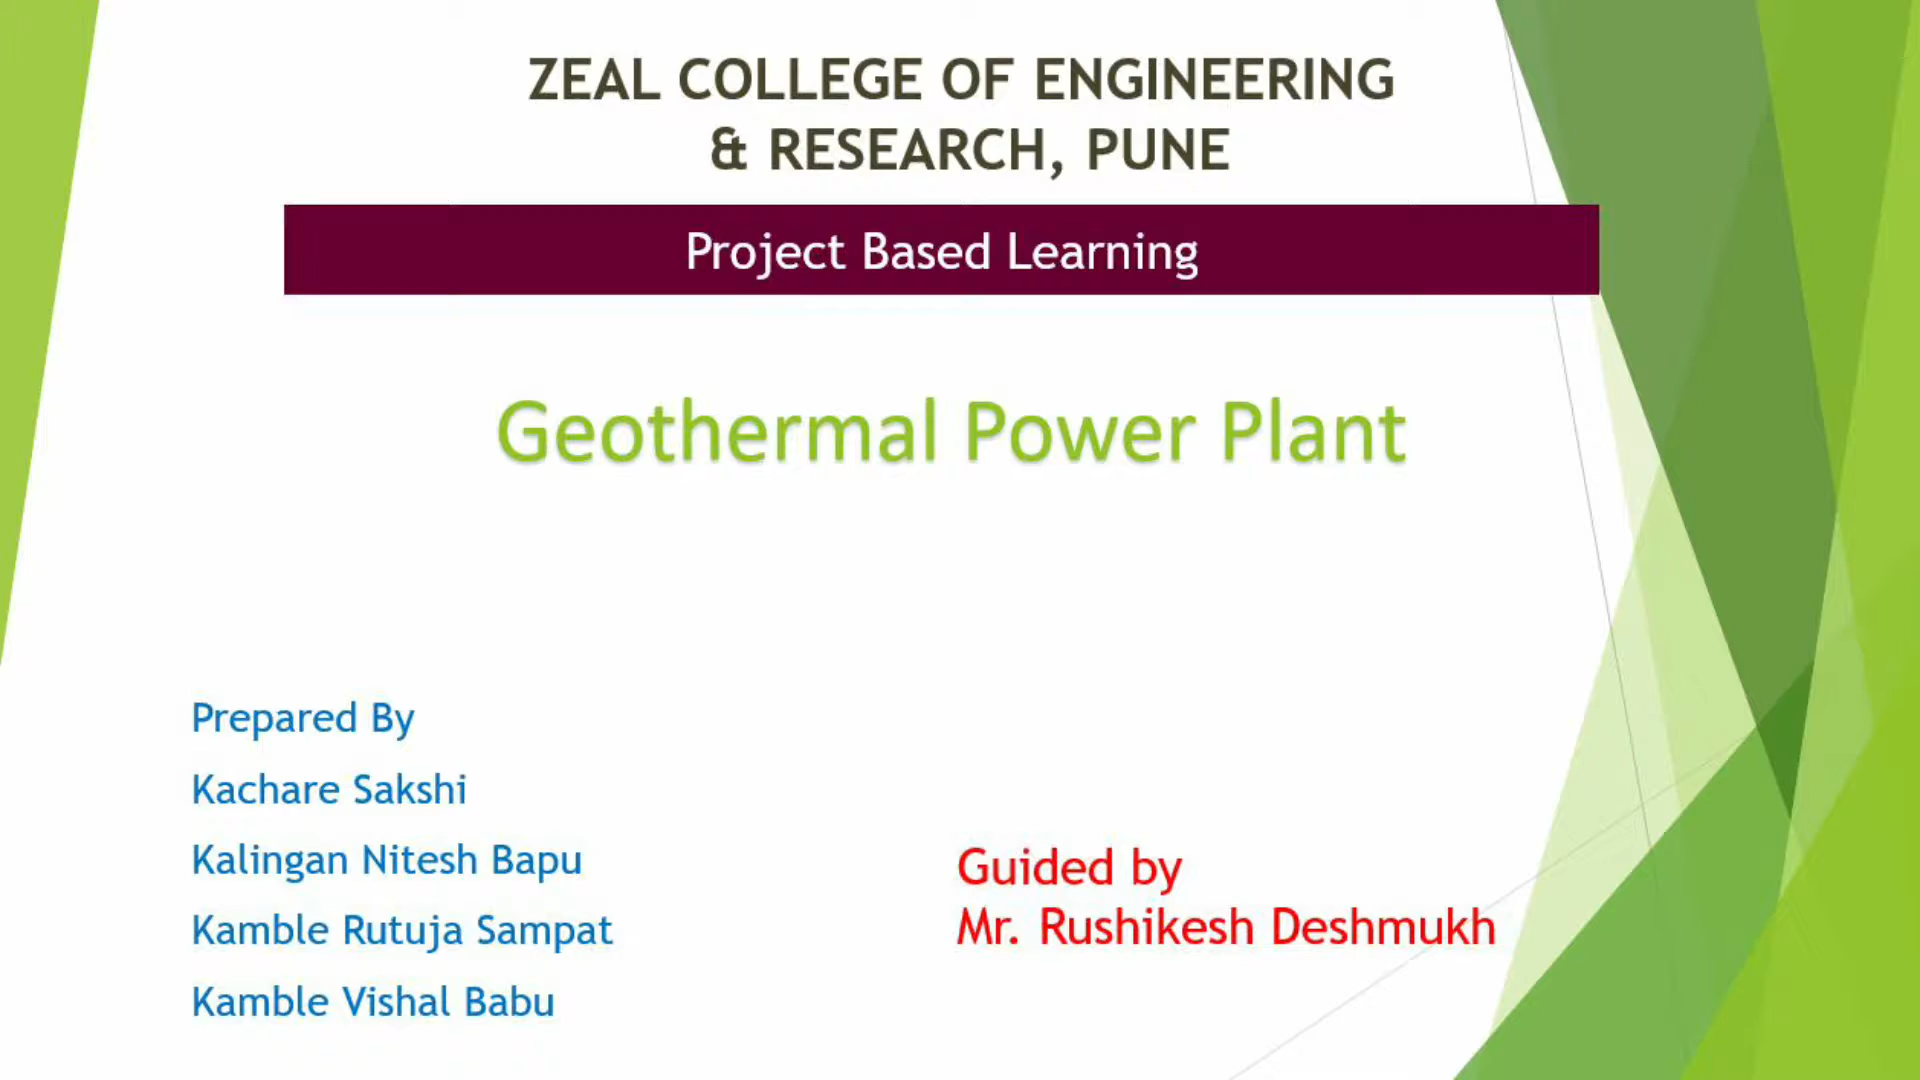 ZEAL COLLEGE OF ENGINEERING
& RESEARCH, PUNE
Project Based Learning
Geothermal Power Plant
Prepared By
Kachare Sakshi
Kalingan Nitesh Bapu
Kamble Rutuja Sampat
Kamble Vishal Babu
Guided by
Mr. Rushikesh Deshmukh